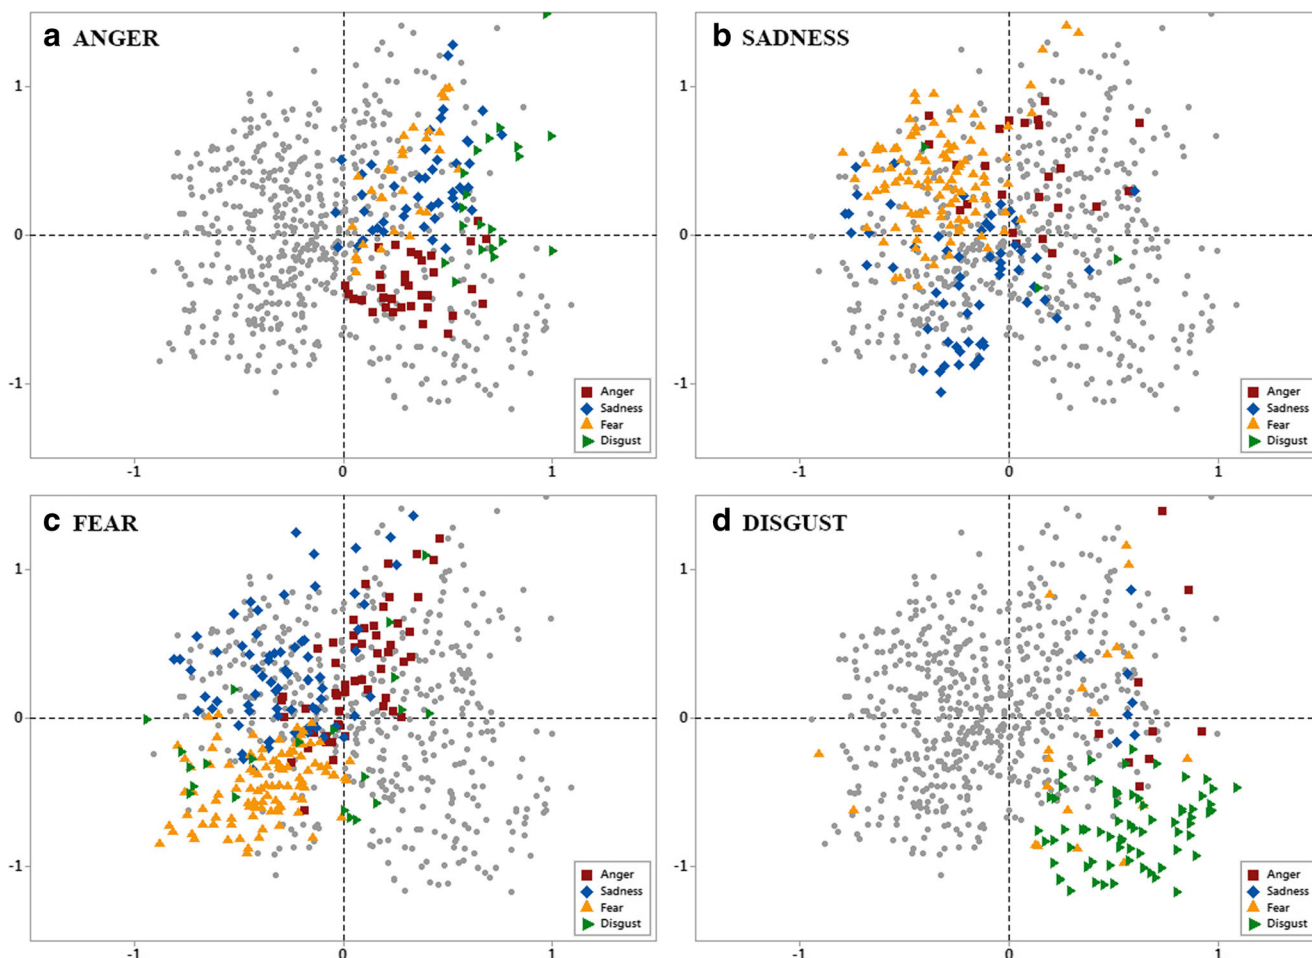 a ANGER
1
0
-1
-1 0 1
Anger
Sadness
Fear
Disgust
b SADNESS
1
0
-1
-1 0 1
Anger
Sadness
Fear
Disgust
c FEAR
1
0
-1
-1 0 1
Anger
Sadness
Fear
Disgust
d DISGUST
1
0
-1
-1 0 1
Anger
Sadness
Fear
Disgust